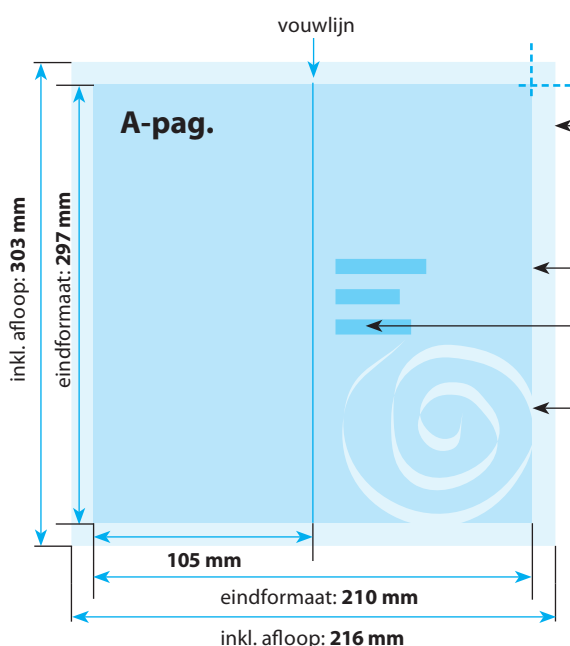 vouwlijn
A-pag.
inkl. afloop: 303 mm
eindformaat: 297 mm
105 mm
eindformaat: 210 mm
inkl. afloop: 216 mm